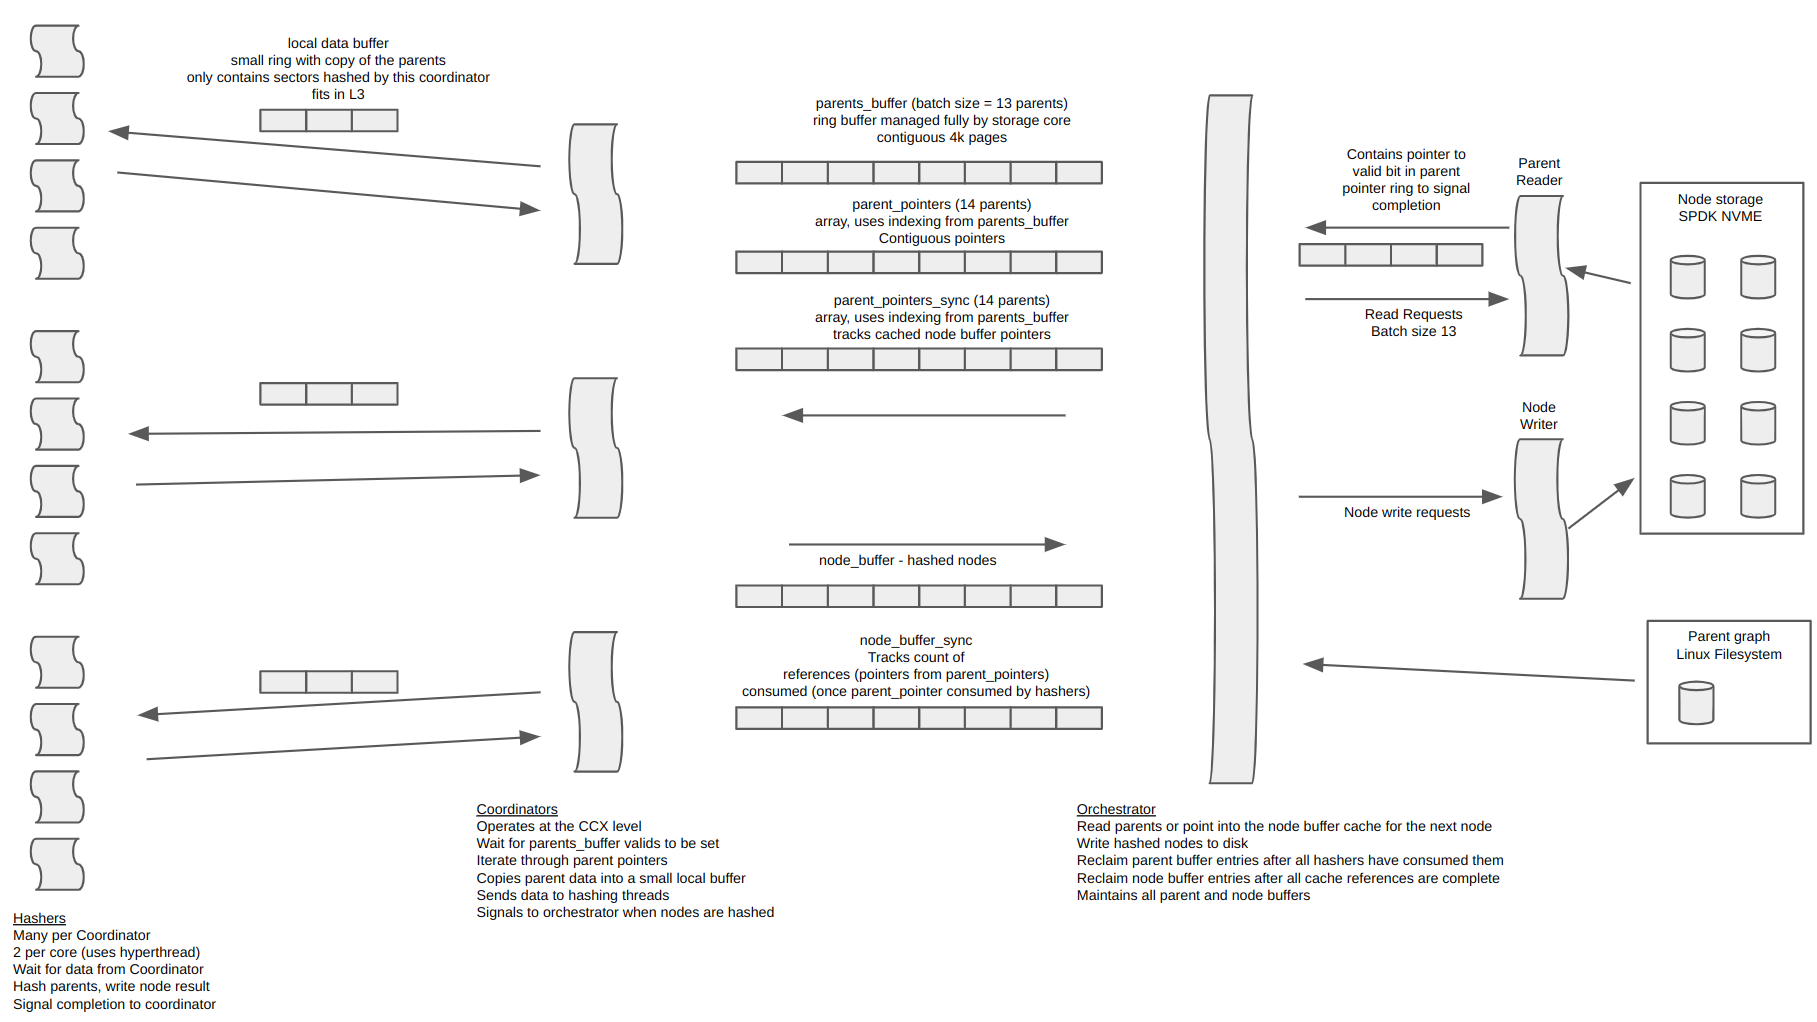 local data buffer
small ring with copy of the parents
only contains sectors hashed by this coordinator
fits in L3
parents_buffer (batch size = 13 parents)
ring buffer managed fully by storage core
contiguous 4k pages
parent_pointers (14 parents)
array, uses indexing from parents_buffer
Contiguous pointers
parent_pointers_sync (14 parents)
array, uses indexing from parents_buffer
tracks cached node buffer pointers
node_buffer - hashed nodes
node_buffer_sync
Tracks count of
references (pointers from parent_pointers)
consumed (once parent_pointer consumed by hashers)
Contains pointer to
valid bit in parent
pointer ring to signal
completion
Read Requests
Batch size 13
Parent
Reader
Node storage
SPDK NVME
Node
Writer
Node write requests
Parent graph
Linux Filesystem
Hashers
Many per Coordinator
2 per core (uses hyperthread)
Wait for data from Coordinator
Hash parents, write node result
Signal completion to coordinator
Coordinators
Operates at the CCX level
Wait for parents_buffer valids to be set
Iterate through parent pointers
Copies parent data into a small local buffer
Sends data to hashing threads
Signals to orchestrator when nodes are hashed
Orchestrator
Read parents or point into the node buffer cache for the next node
Write hashed nodes to disk
Reclaim parent buffer entries after all hashers have consumed them
Reclaim node buffer entries after all cache references are complete
Maintains all parent and node buffers